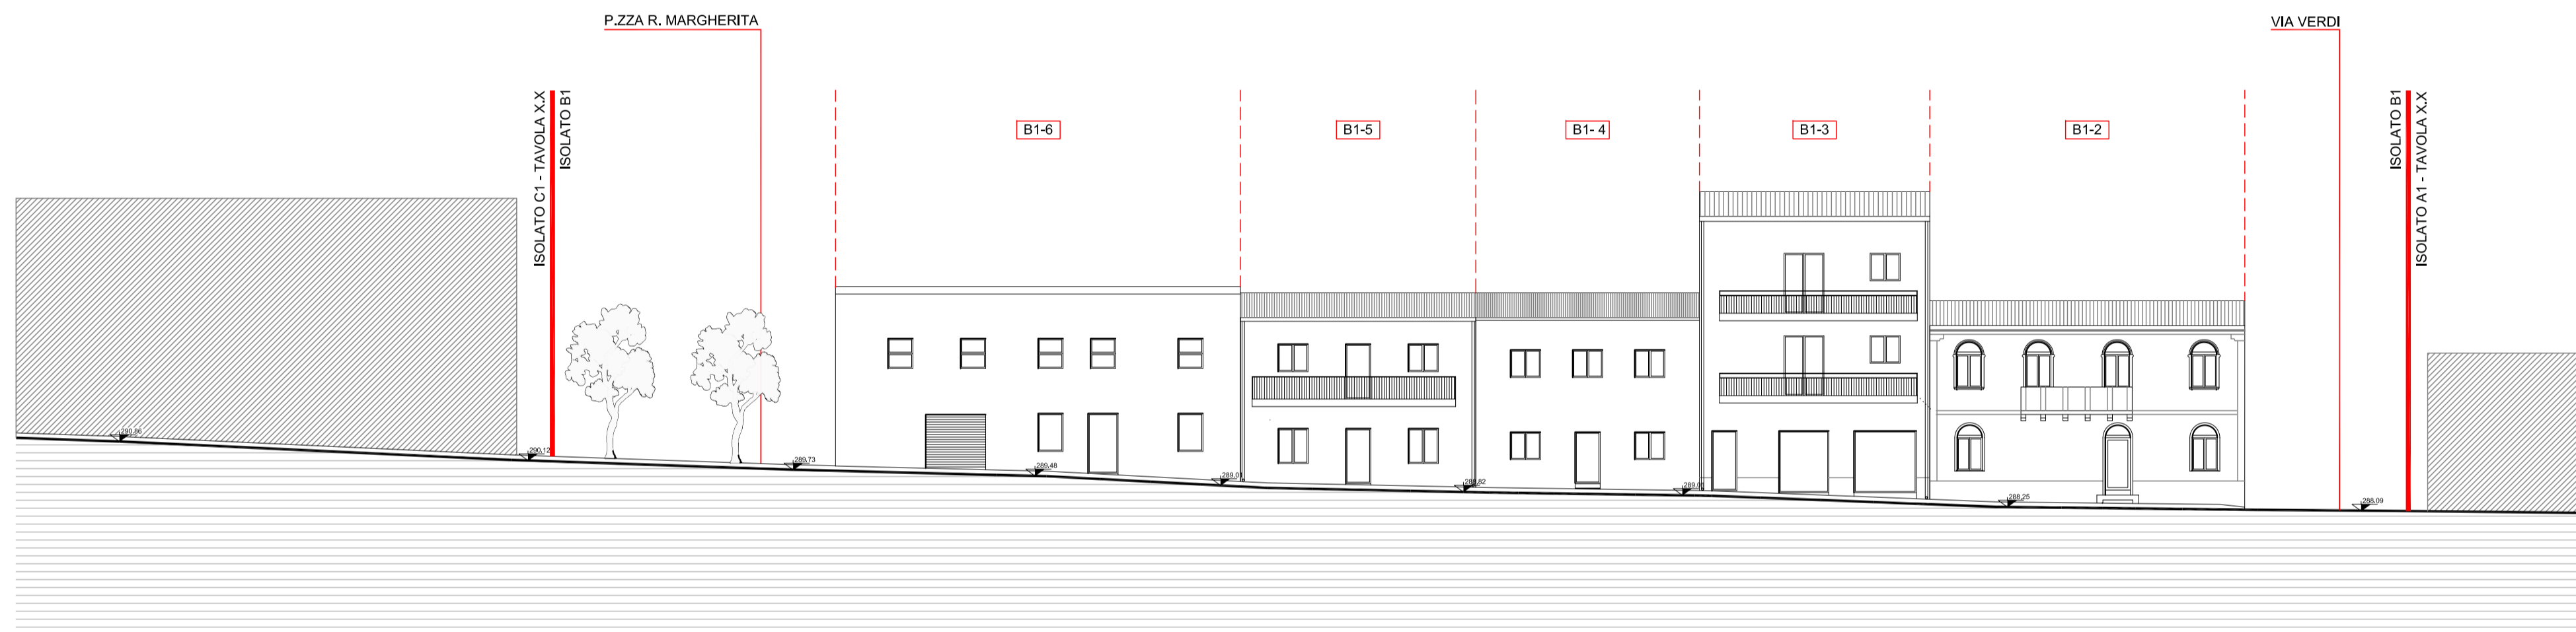 P.ZZA R. MARGHERITA
VIA VERDI
ISOLATO C1 - TAVOLA X.X
ISOLATO B1
B1-6
B1-5
B1- 4
B1-3
B1-2
ISOLATO B1
ISOLATO A1 - TAVOLA X.X
290,86
290,12
289,73
289,48
288,25
288,09